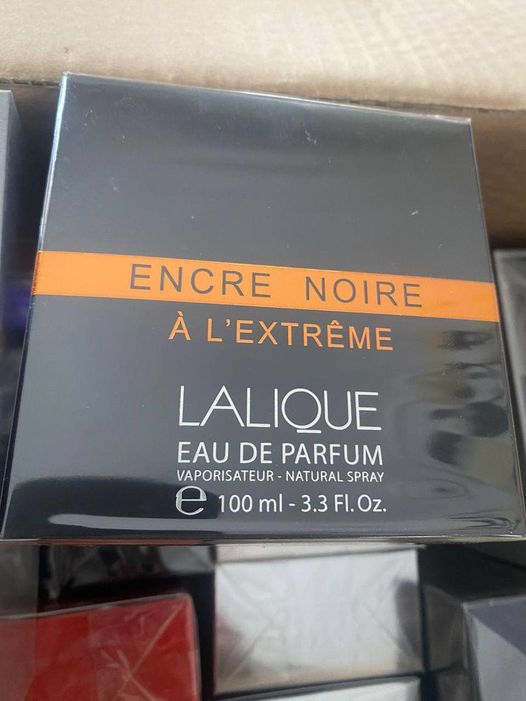 ENCRE NOIRE
À L'EXTRÊME
LALIQUE
EAU DE PARFUM
VAPORISATEUR - NATURAL SPRAY
℮ 100 ml - 3.3 Fl. Oz.